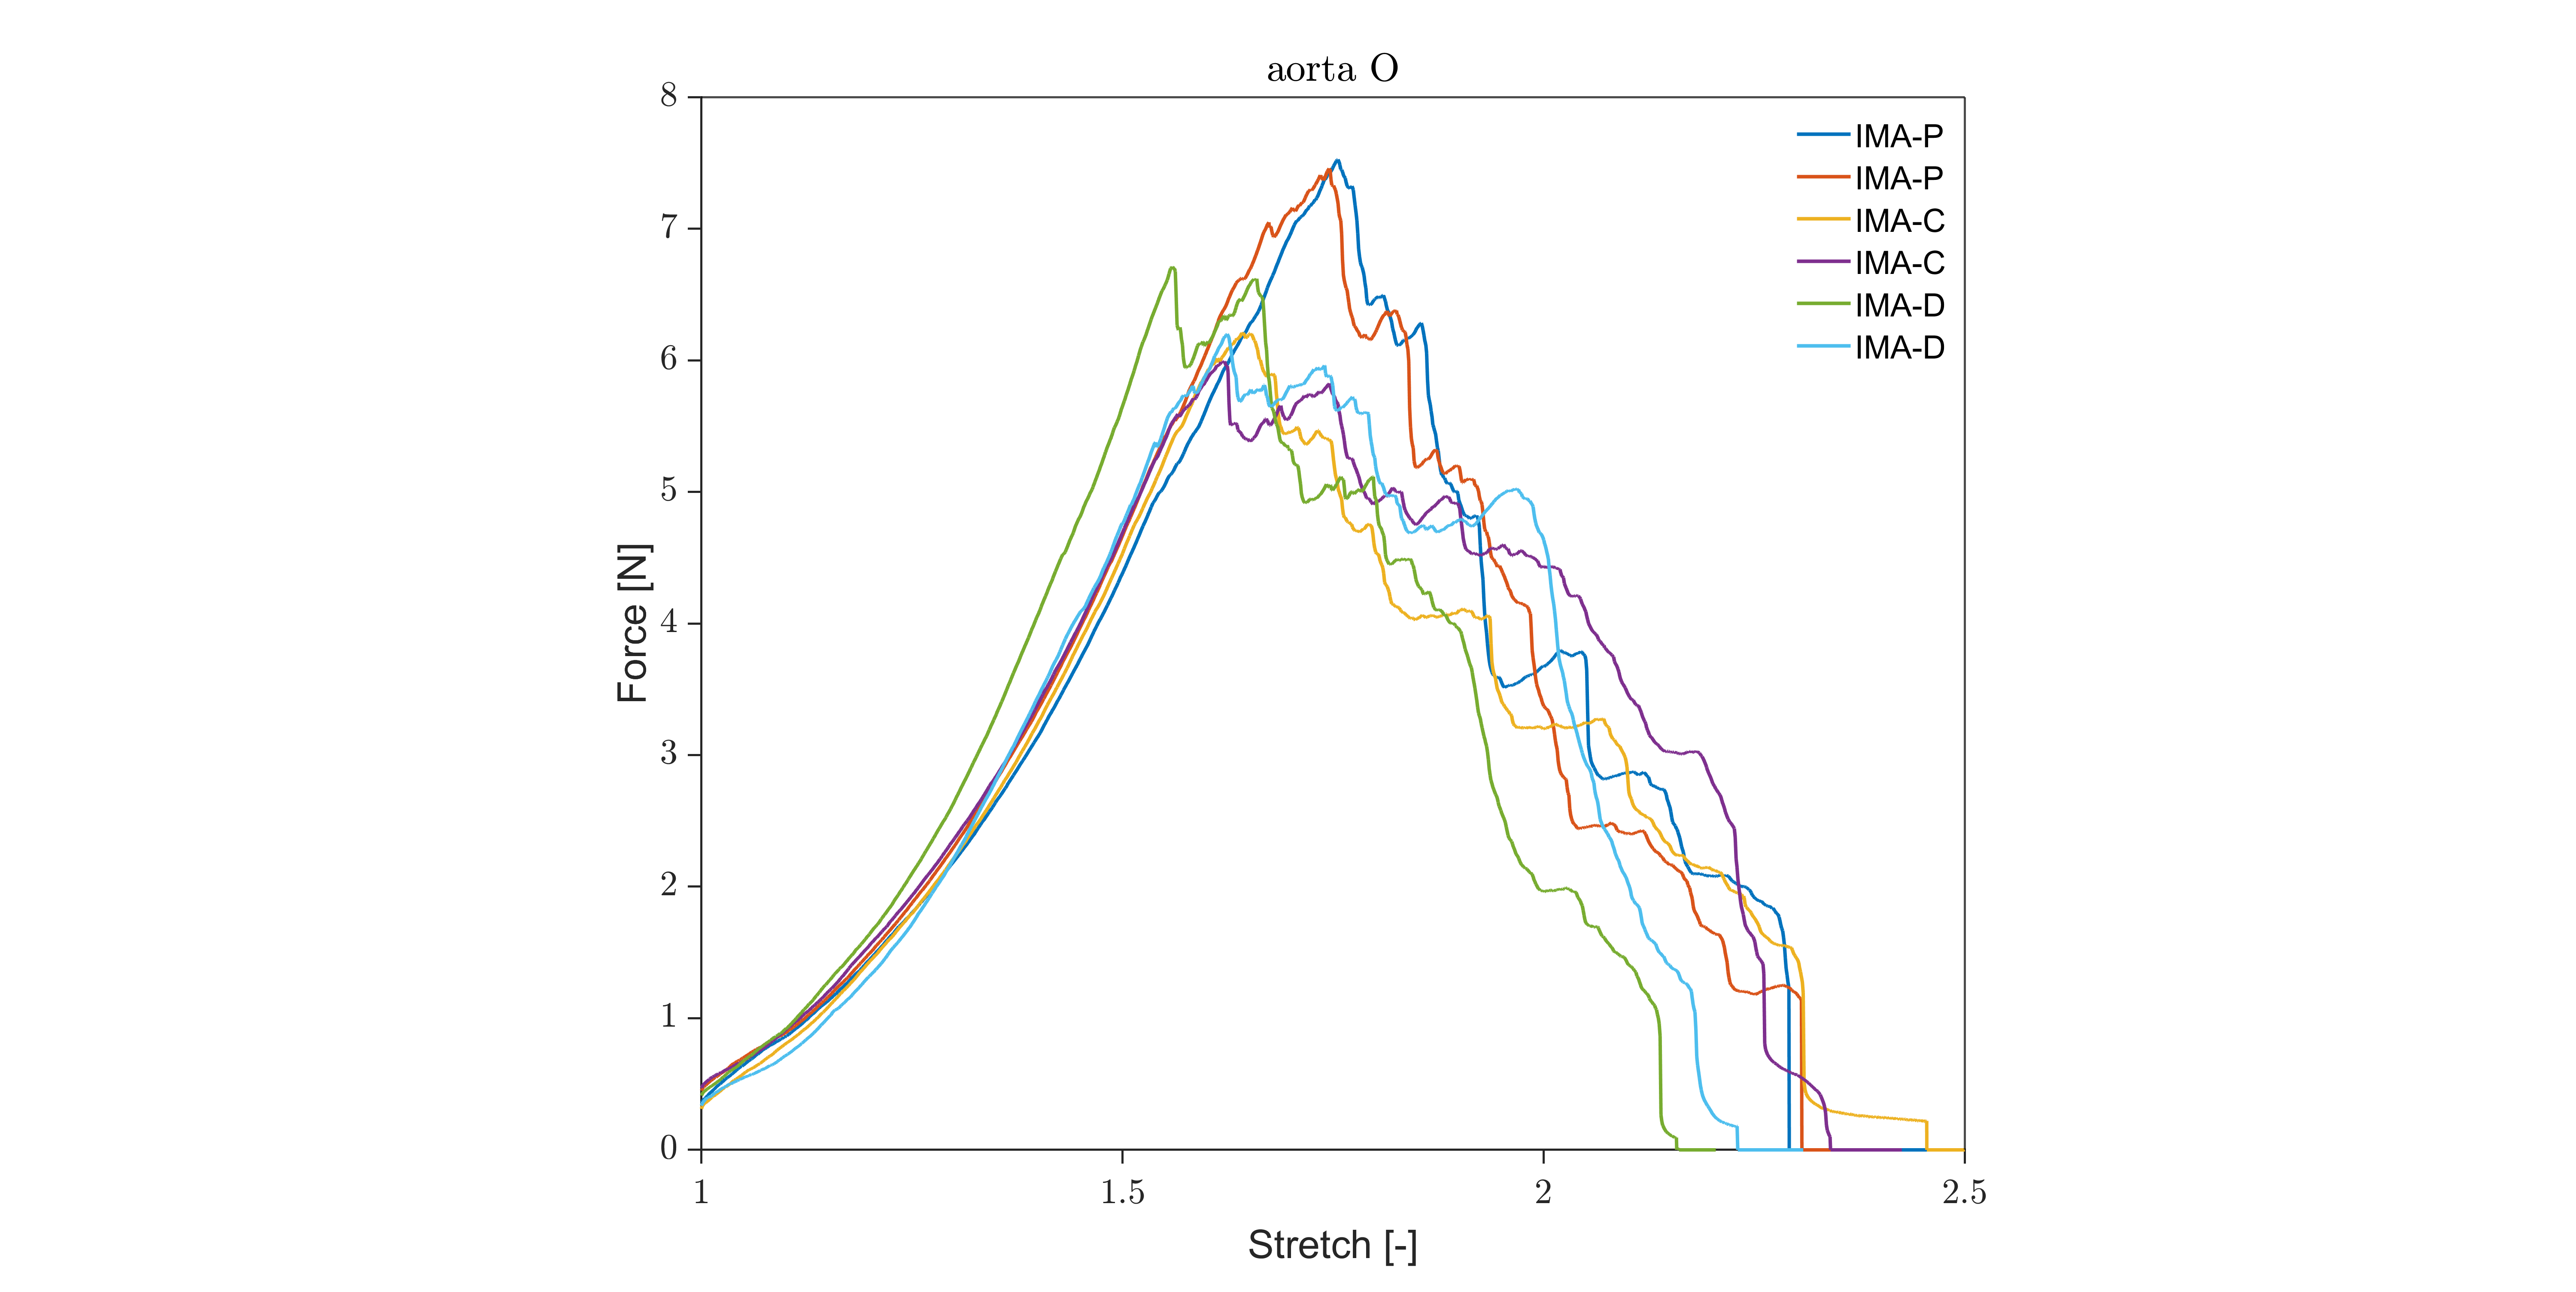 aorta O
8
7
6
5
4
3
2
1
0
Force [N]
IMA-P
IMA-P
IMA-C
IMA-C
IMA-D
IMA-D
1 1.5 2 2.5
Stretch [-]